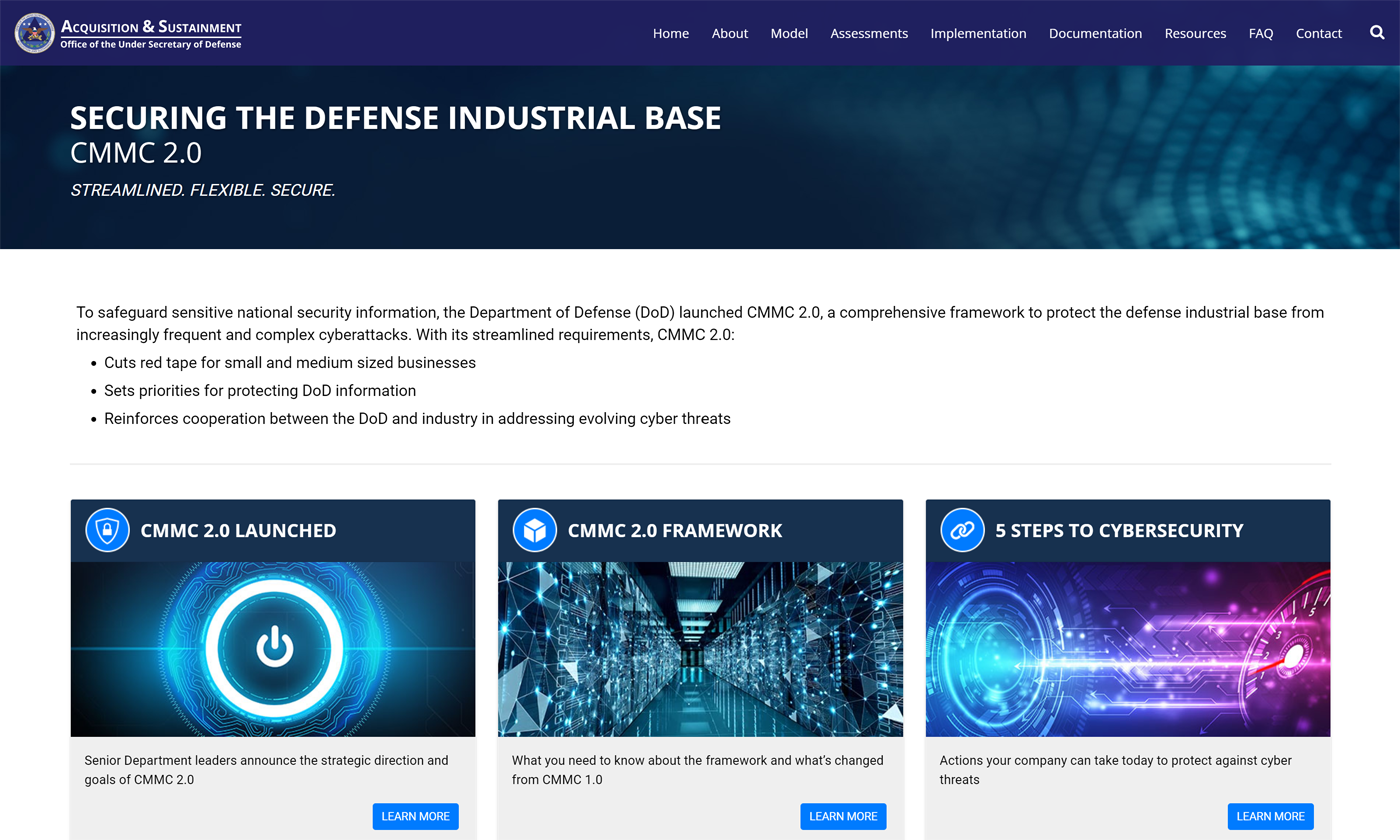 Acquisition & Sustainment
Office of the Under Secretary of Defense
Home About Model Assessments Implementation Documentation Resources FAQ Contact
SECURING THE DEFENSE INDUSTRIAL BASE
CMMC 2.0
STREAMLINED. FLEXIBLE. SECURE.
To safeguard sensitive national security information, the Department of Defense (DoD) launched CMMC 2.0, a comprehensive framework to protect the defense industrial base from
increasingly frequent and complex cyberattacks. With its streamlined requirements, CMMC 2.0:
• Cuts red tape for small and medium sized businesses
• Sets priorities for protecting DoD information
• Reinforces cooperation between the DoD and industry in addressing evolving cyber threats
CMMC 2.0 LAUNCHED
Senior Department leaders announce the strategic direction and
goals of CMMC 2.0
LEARN MORE
CMMC 2.0 FRAMEWORK
What you need to know about the framework and what's changed
from CMMC 1.0
LEARN MORE
5 STEPS TO CYBERSECURITY
Actions your company can take today to protect against cyber
threats
LEARN MORE